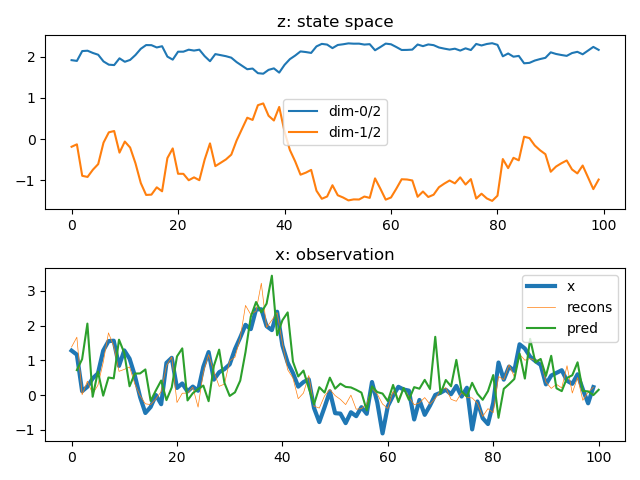 z: state space
2
1
0
−1
dim-0/2
dim-1/2
0 20 40 60 80 100
x: observation
3
2
1
0
−1
x
recons
pred
0 20 40 60 80 100